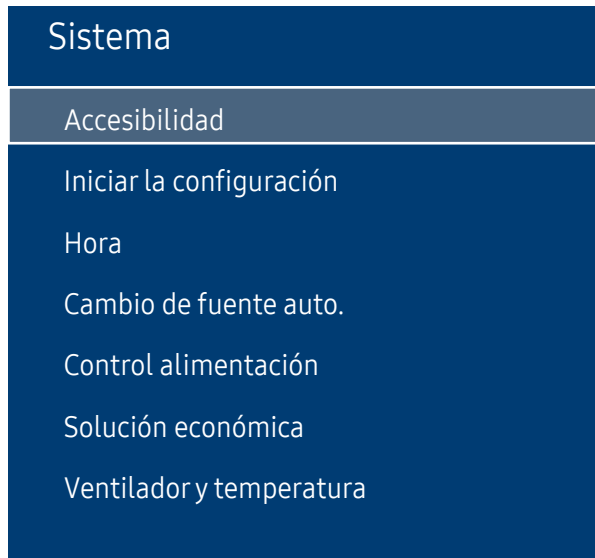 Sistema
Accesibilidad
Iniciar la configuración
Hora
Cambio de fuente auto.
Control alimentación
Solución económica
Ventilador y temperatura